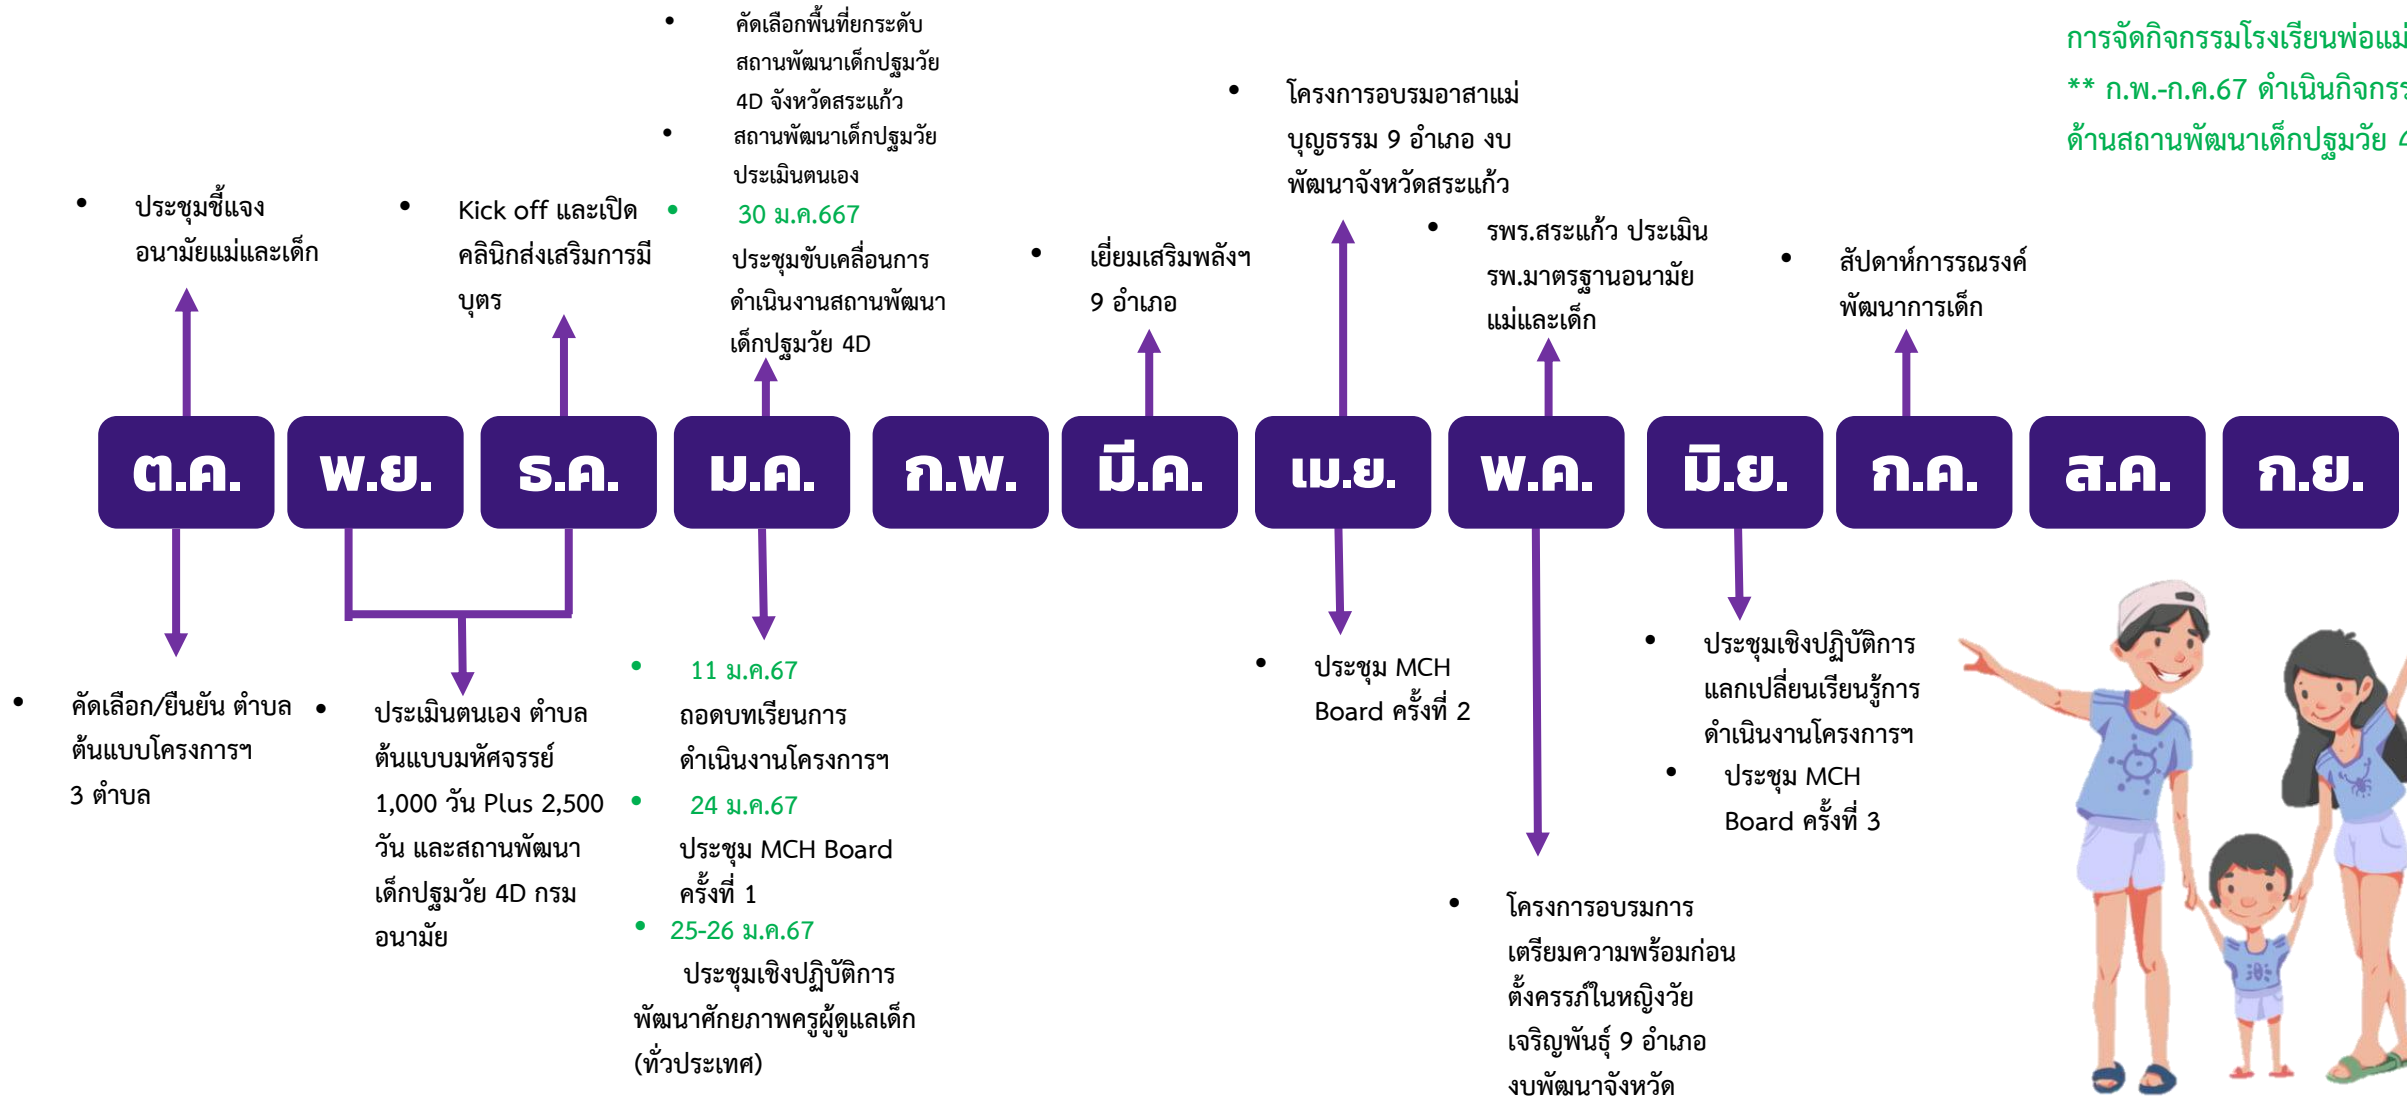 • ประชุมชี้แจง
อนามัยแม่และเด็ก
• Kick off และเปิด
คลินิกส่งเสริมการมี
บุตร
• คัดเลือกพื้นที่ยกระดับ
สถานพัฒนาเด็กปฐมวัย
4D จังหวัดสระแก้ว
• สถานพัฒนาเด็กปฐมวัย
ประเมินตนเอง
• 30 ม.ค.667
ประชุมขับเคลื่อนการ
ดำเนินงานสถานพัฒนา
เด็กปฐมวัย 4D
• เยี่ยมเสริมพลังฯ
9 อำเภอ
• โครงการอบรมอาสาแม่
บุญธรรม 9 อำเภอ งบ
พัฒนาจังหวัดสระแก้ว
• รพร.สระแก้ว ประเมิน
รพ.มาตรฐานอนามัย
แม่และเด็ก
• สัปดาห์การรณรงค์
พัฒนาการเด็ก
การจัดกิจกรรมโรงเรียนพ่อแม่
** ก.พ.-ก.ค.67 ดำเนินกิจกรร
ด้านสถานพัฒนาเด็กปฐมวัย 4
ต.ค. พ.ย. ธ.ค. ม.ค. ก.พ. มี.ค. เม.ย. พ.ค. มิ.ย. ก.ค. ส.ค. ก.ย.
• คัดเลือก/ยืนยัน ตำบล
ต้นแบบโครงการฯ
3 ตำบล
• ประเมินตนเอง ตำบล
ต้นแบบมหัศจรรย์
1,000 วัน Plus 2,500
วัน และสถานพัฒนา
เด็กปฐมวัย 4D กรม
อนามัย
• 11 ม.ค.67
ถอดบทเรียนการ
ดำเนินงานโครงการฯ
• 24 ม.ค.67
ประชุม MCH Board
ครั้งที่ 1
• 25-26 ม.ค.67
ประชุมเชิงปฏิบัติการ
พัฒนาศักยภาพครูผู้ดูแลเด็ก
(ทั่วประเทศ)
• ประชุม MCH
Board ครั้งที่ 2
• โครงการอบรมการ
เตรียมความพร้อมก่อน
ตั้งครรภ์ในหญิงวัย
เจริญพันธุ์ 9 อำเภอ
งบพัฒนาจังหวัด
• ประชุมเชิงปฏิบัติการ
แลกเปลี่ยนเรียนรู้การ
ดำเนินงานโครงการฯ
• ประชุม MCH
Board ครั้งที่ 3